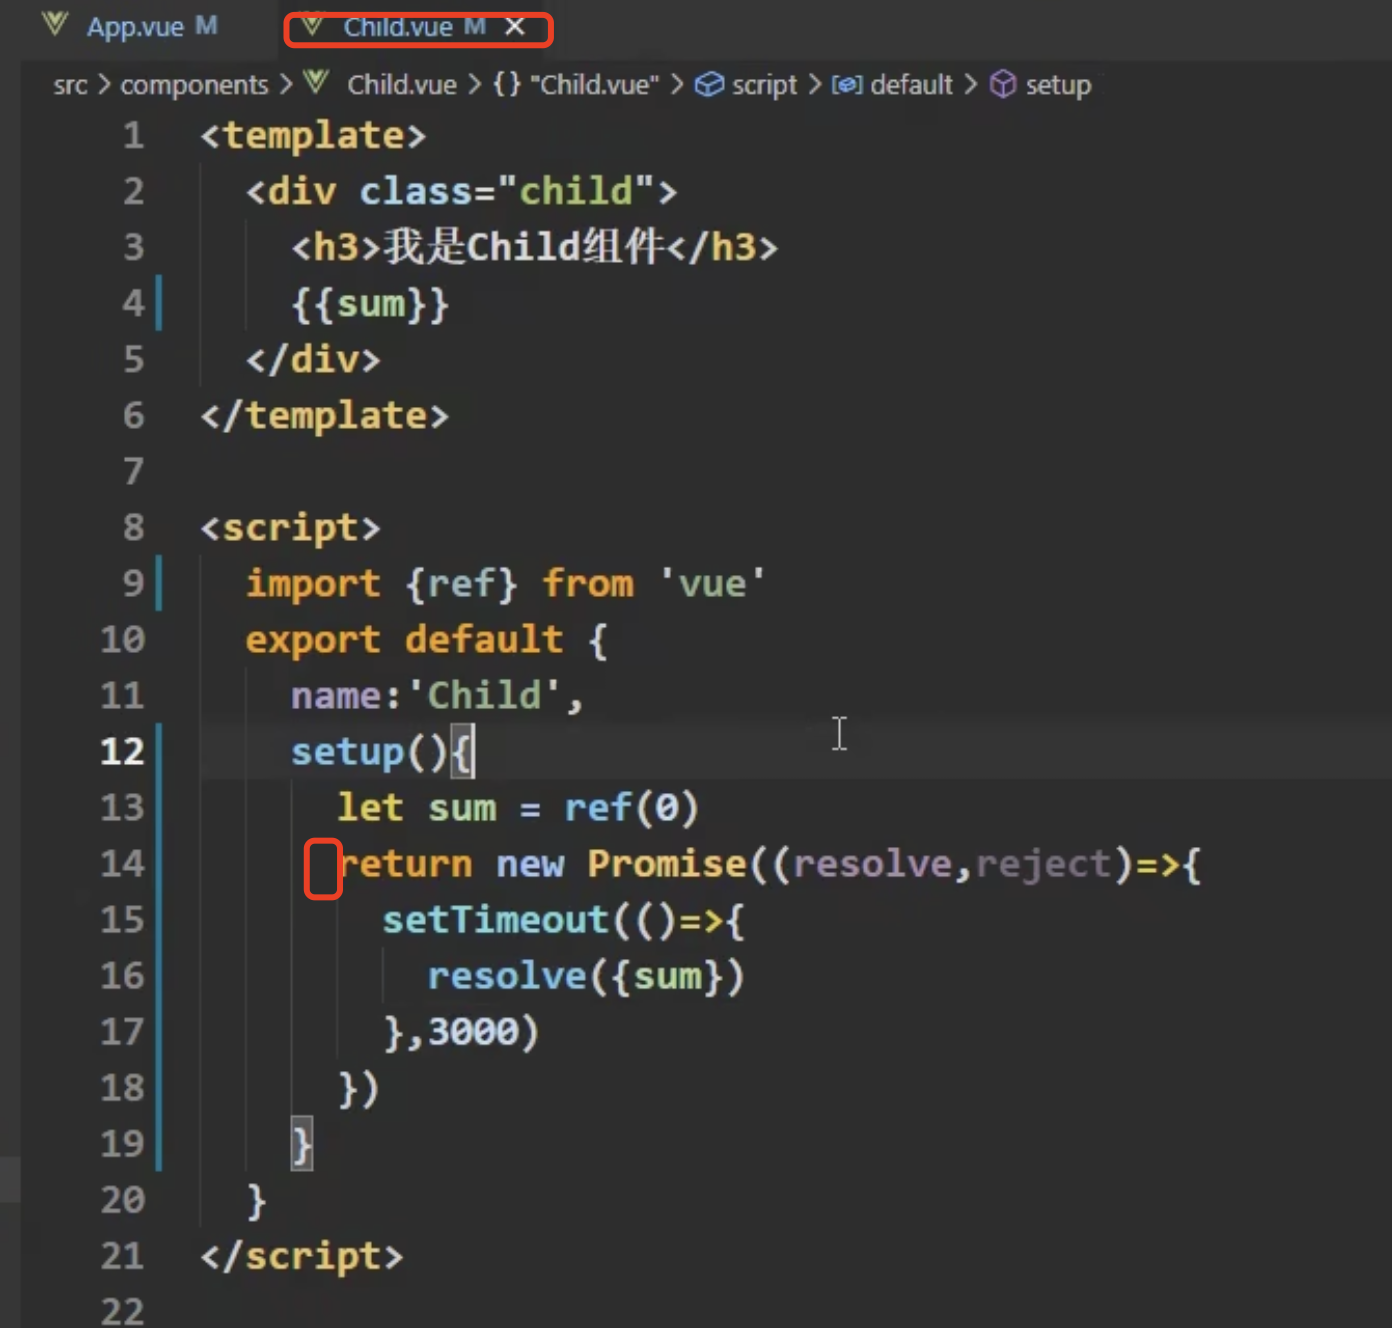 App.vue M Child.vue M ×
src > components > Child.vue > {} "Child.vue" > script > default > setup
1 <template>
2 <div class="child">
3 <h3>我是Child组件</h3>
4 {{sum}}
5 </div>
6 </template>
7
8 <script>
9 import {ref} from 'vue'
10 export default {
11 name:'Child',
12 setup(){
13 let sum = ref(0)
14 return new Promise((resolve,reject)=>{
15 setTimeout(()=>{
16 resolve({sum})
17 },3000)
18 })
19 }
20 }
21 </script>
22